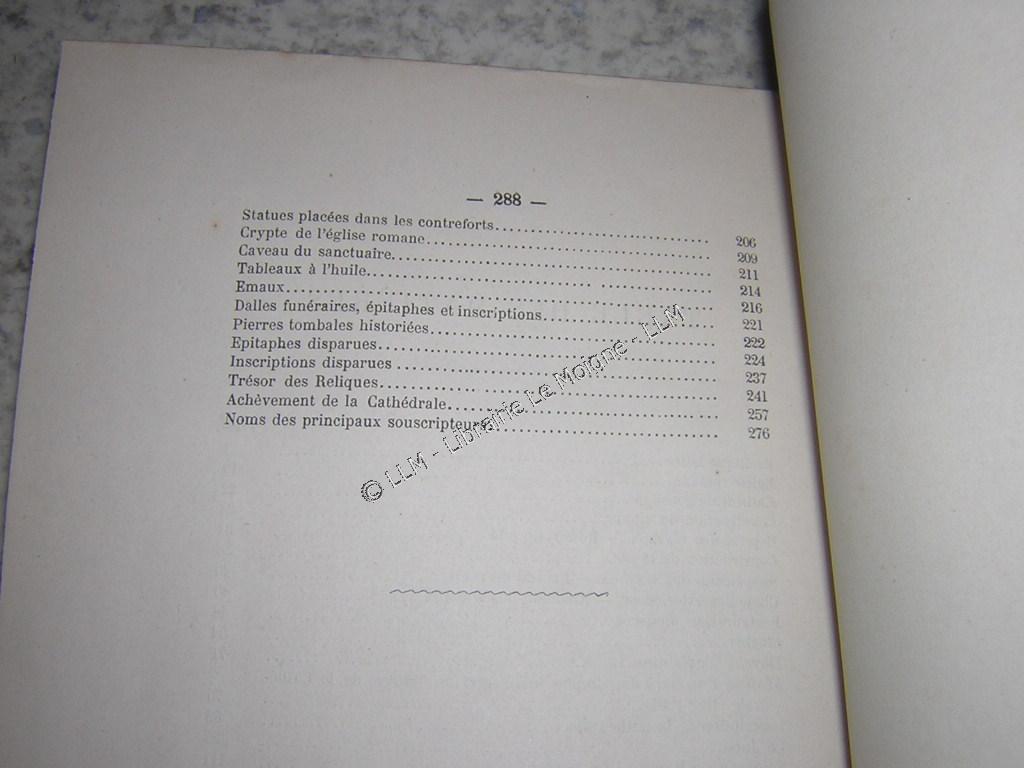 — 288 —
Statues placées dans les contreforts........ 206
Crypte de l'église romane........ 209
Caveau du sanctuaire........ 211
Tableaux à l'huile........ 214
Emaux........ 216
Dalles funéraires, épitaphes et inscriptions........ 221
Pierres tombales historiées........ 222
Epitaphes disparues........ 224
Inscriptions disparues........ 237
Trésor des Reliques........ 241
Achèvement de la Cathédrale........ 257
Noms des principaux souscripteurs........ 276
© LLM - Librairie Le Moigne - LLM